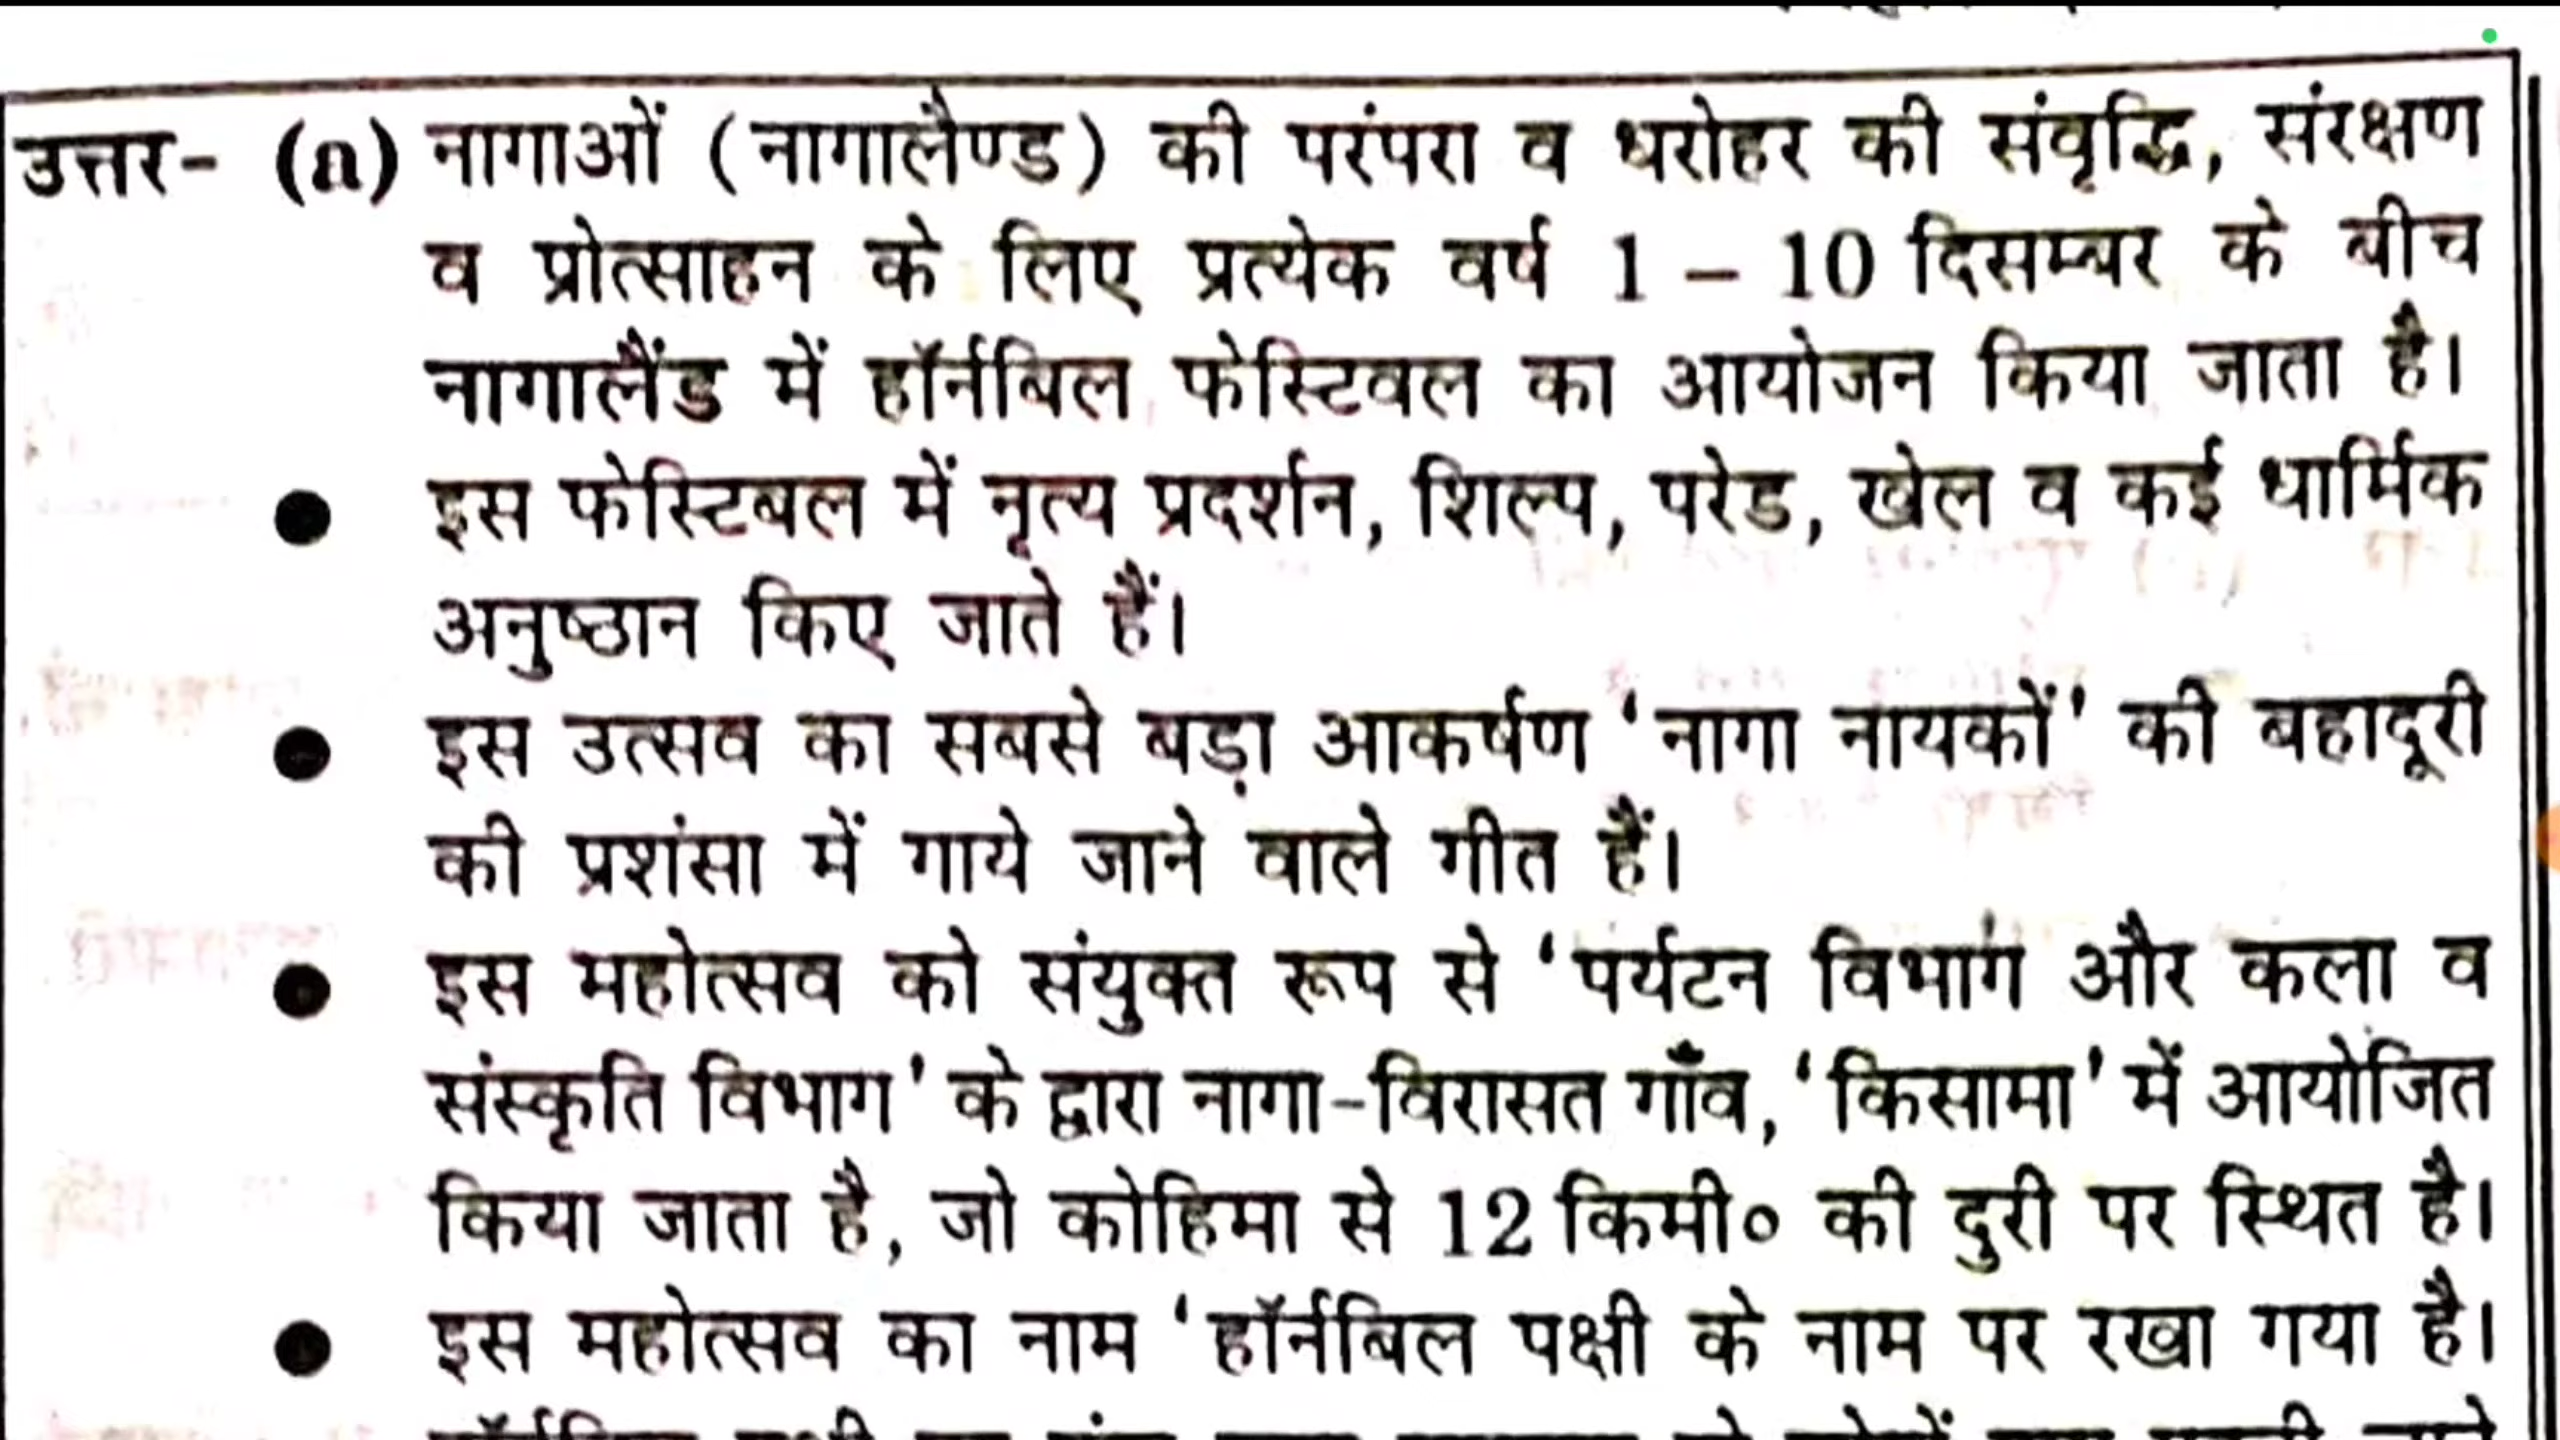 उत्तर- (a) नागाओं (नागालैण्ड) की परंपरा व धरोहर की संवृद्धि, संरक्षण
व प्रोत्साहन के लिए प्रत्येक वर्ष 1 – 10 दिसम्बर के बीच
नागालैंड में हॉर्नबिल फेस्टिवल का आयोजन किया जाता है।
● इस फेस्टिबल में नृत्य प्रदर्शन, शिल्प, परेड, खेल व कई धार्मिक
अनुष्ठान किए जाते हैं।
● इस उत्सव का सबसे बड़ा आकर्षण 'नागा नायकों' की बहादूरी
की प्रशंसा में गाये जाने वाले गीत हैं।
● इस महोत्सव को संयुक्त रूप से 'पर्यटन विभाग और कला व
संस्कृति विभाग' के द्वारा नागा-विरासत गाँव, 'किसामा' में आयोजित
किया जाता है, जो कोहिमा से 12 किमी० की दुरी पर स्थित है।
● इस महोत्सव का नाम 'हॉर्नबिल पक्षी के नाम पर रखा गया है।